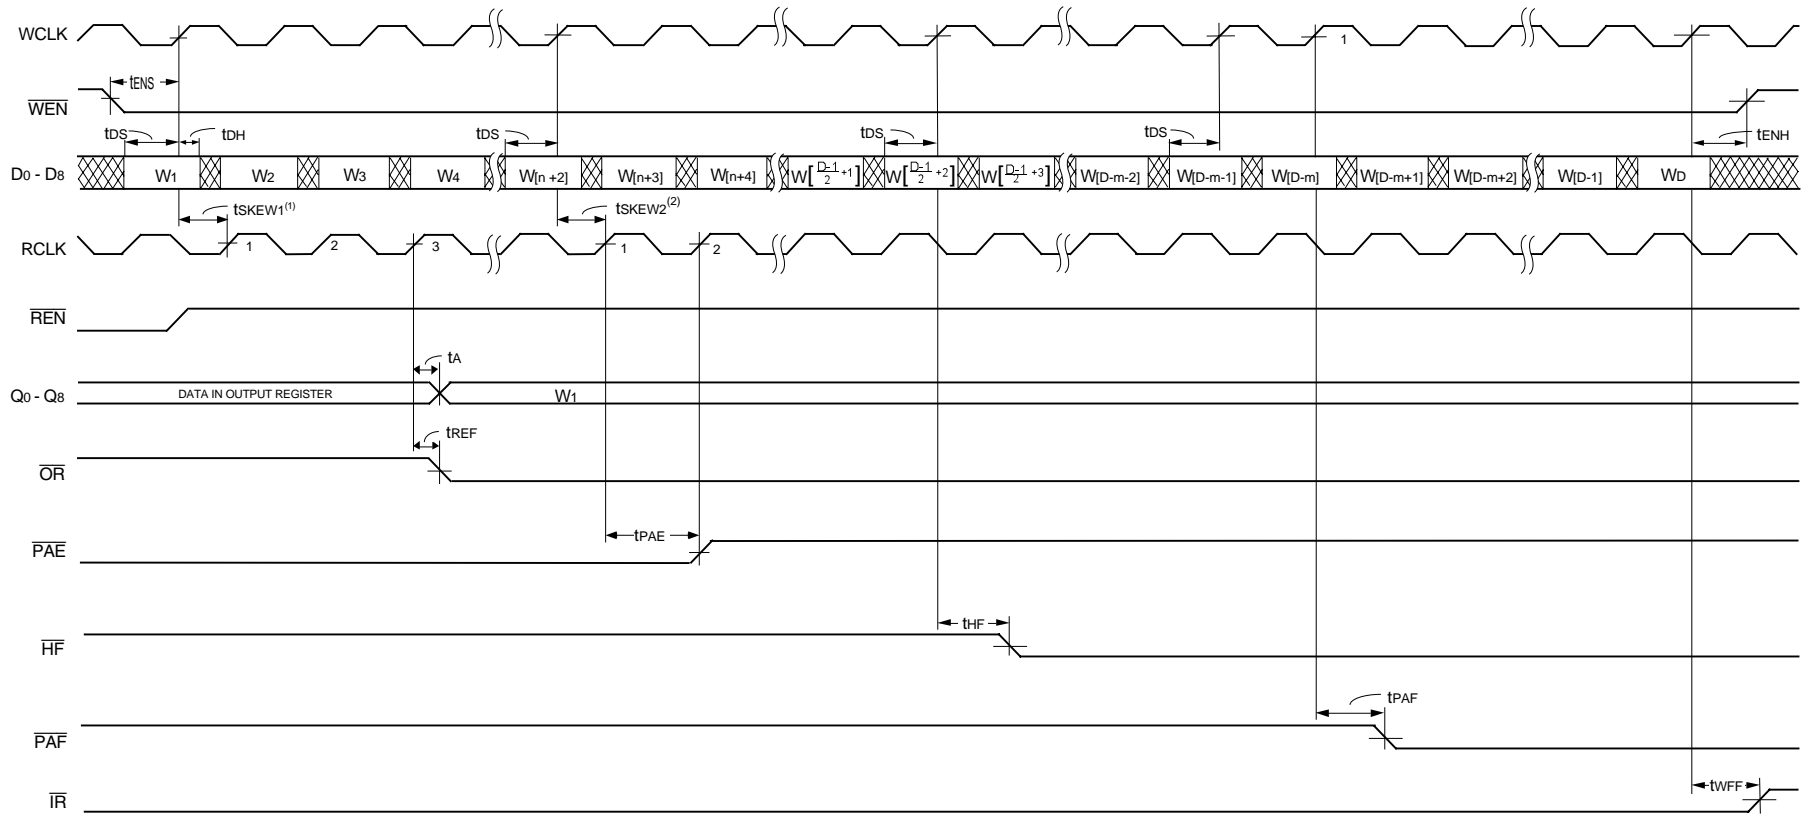 WCLK 1
tENS
WEN
tDS tDH tDS tDS tDS tENH
D0 - D8 W1 W2 W3 W4 W[n +2] W[n+3] W[n+4] W[D-1/2 +1] W[D-1/2 +2] W[D-1/2 +3] W[D-m-2] W[D-m-1] W[D-m] W[D-m+1] W[D-m+2] W[D-1] WD
tSKEW1(1) tSKEW2(2)
RCLK 1 2 3 1 2
REN
tA
Q0 - Q8 DATA IN OUTPUT REGISTER W1
tREF
OR
tPAE
PAE
tHF
HF
tPAF
PAF
tWFF
IR